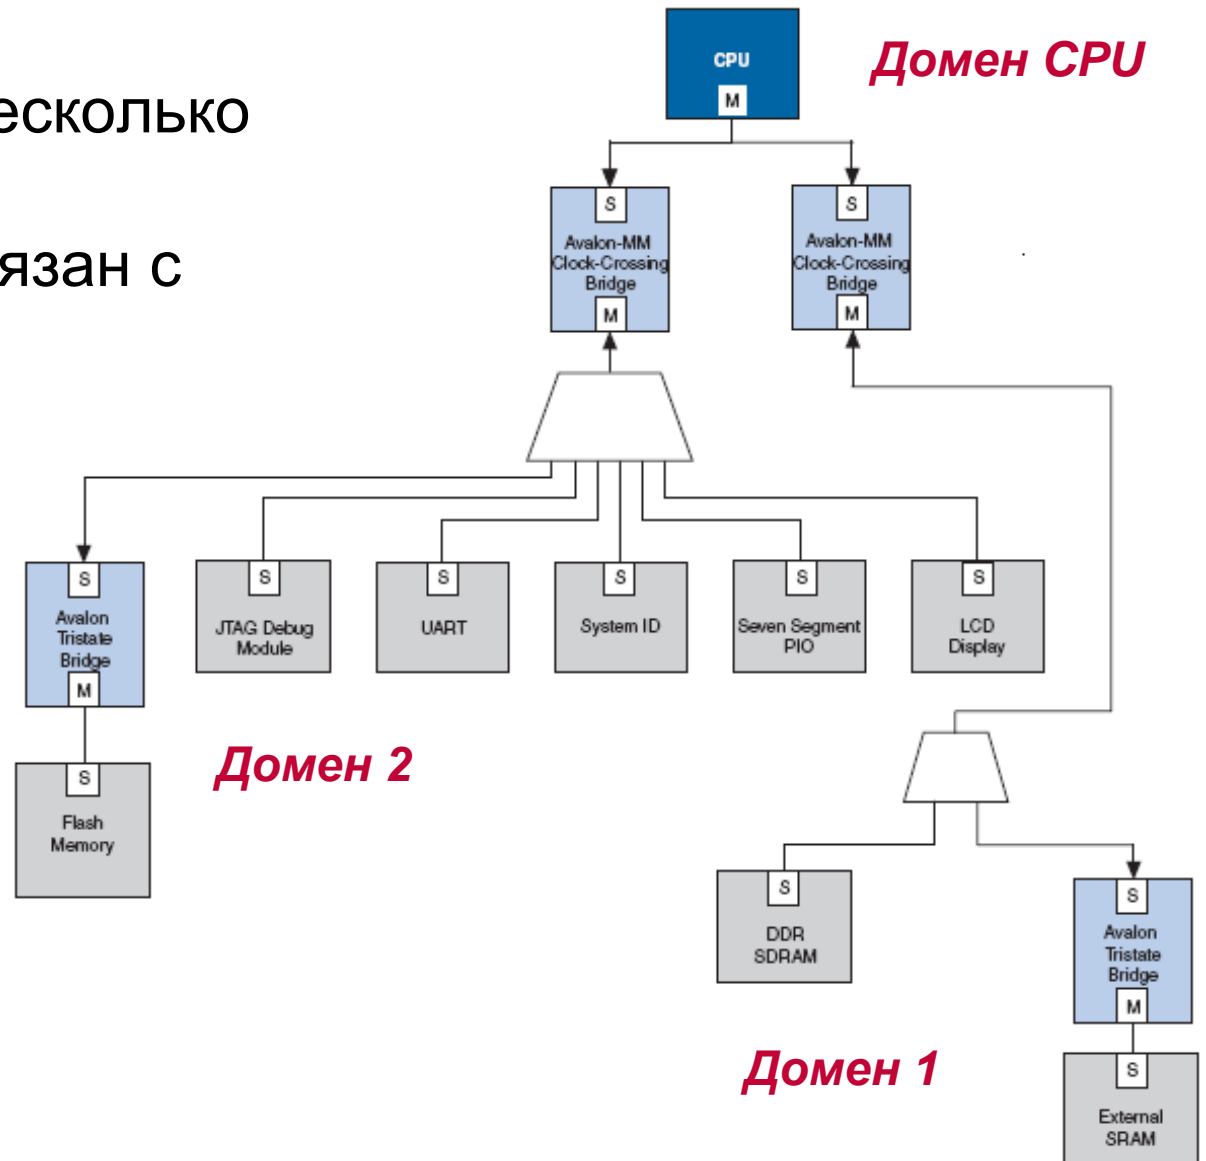 CPU
M
Домен CPU
есколько
язан с
S
Avalon-MM
Clock-Crossing
Bridge
M
S
Avalon-MM
Clock-Crossing
Bridge
M
S
Avalon
Tristate
Bridge
M
S
JTAG Debug
Module
S
UART
S
System ID
S
Seven Segment
PIO
S
LCD
Display
Домен 2
S
Flash
Memory
S
DDR
SDRAM
S
Avalon
Tristate
Bridge
M
Домен 1
S
External
SRAM